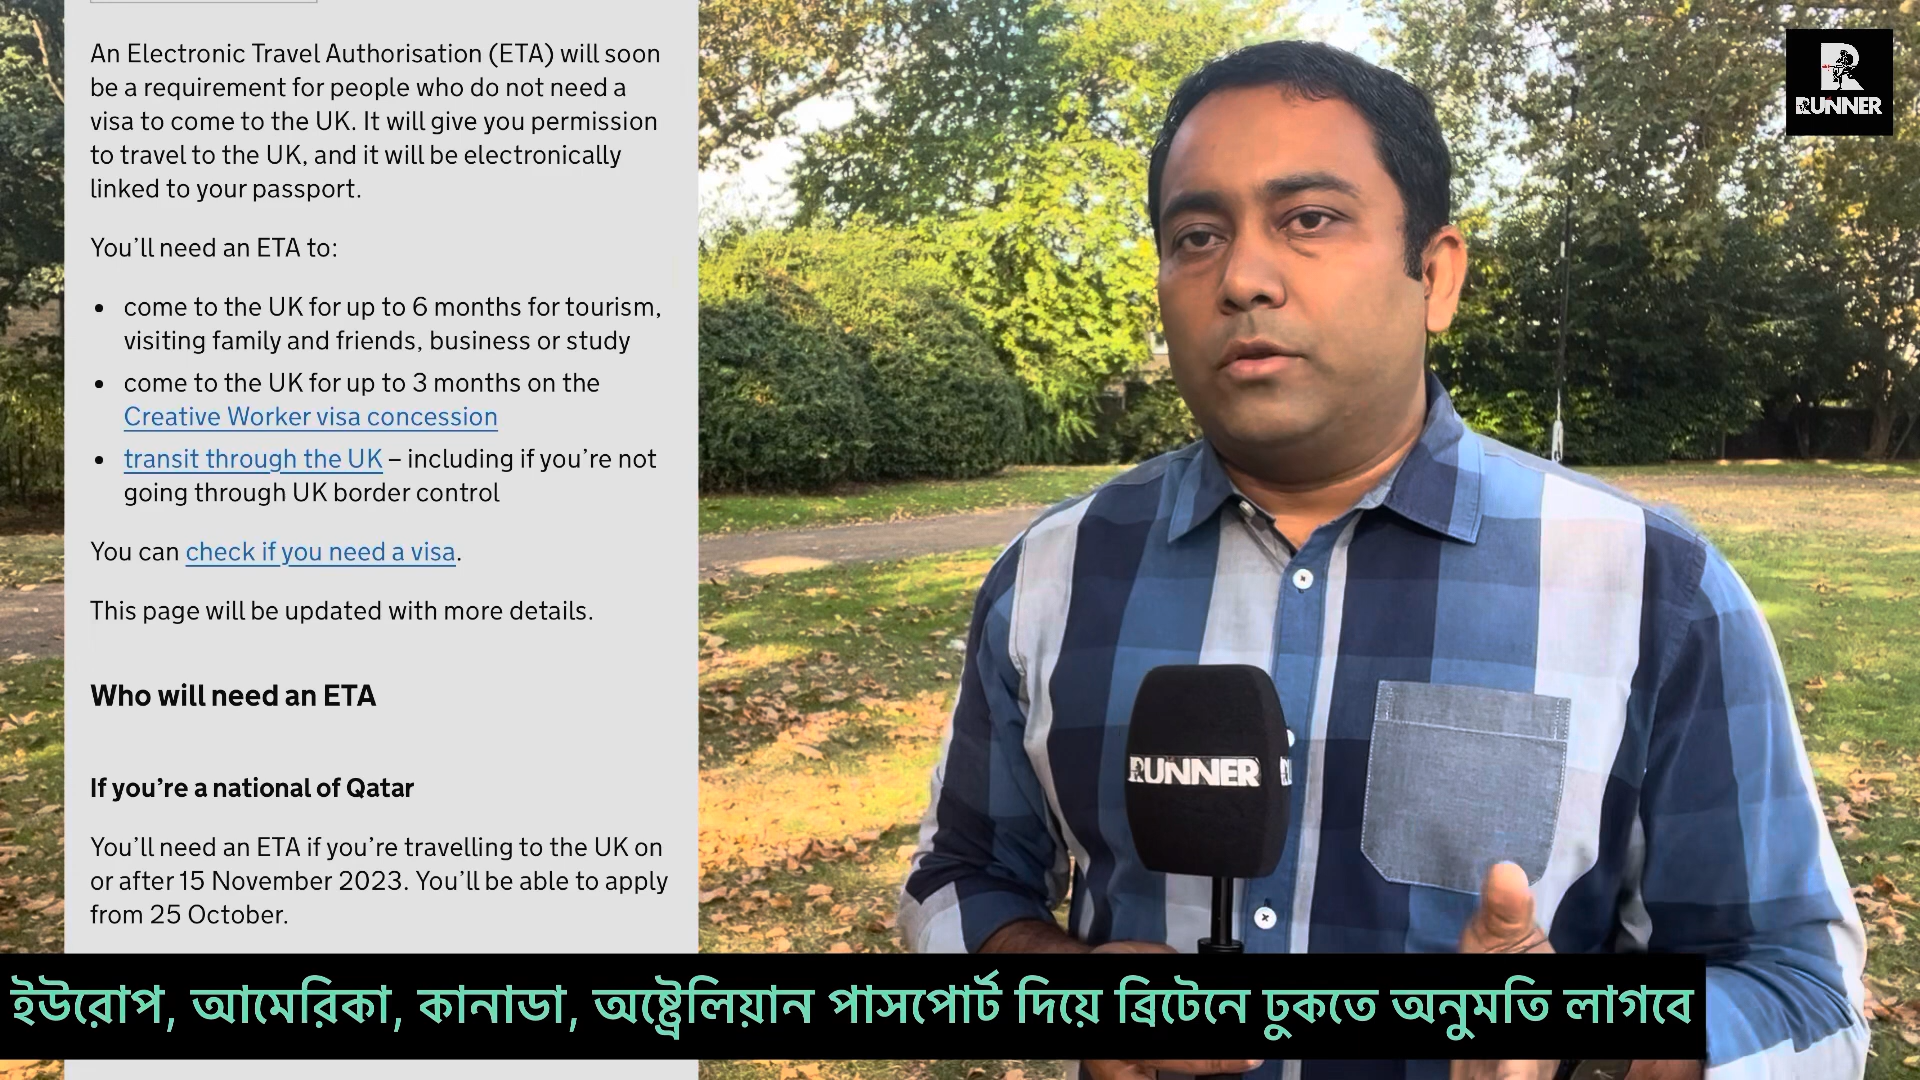 An Electronic Travel Authorisation (ETA) will soon
be a requirement for people who do not need a
visa to come to the UK. It will give you permission
to travel to the UK, and it will be electronically
linked to your passport.
You’ll need an ETA to:
• come to the UK for up to 6 months for tourism,
visiting family and friends, business or study
• come to the UK for up to 3 months on the
Creative Worker visa concession
• transit through the UK – including if you’re not
going through UK border control
You can check if you need a visa.
This page will be updated with more details.
Who will need an ETA
If you’re a national of Qatar
You’ll need an ETA if you’re travelling to the UK on
or after 15 November 2023. You’ll be able to apply
from 25 October.
R
RUNNER
RUNNER
ইউরোপ, আমেরিকা, কানাডা, অষ্ট্রেলিয়ান পাসপোর্ট দিয়ে ব্রিটেনে ঢুকতে অনুমতি লাগবে